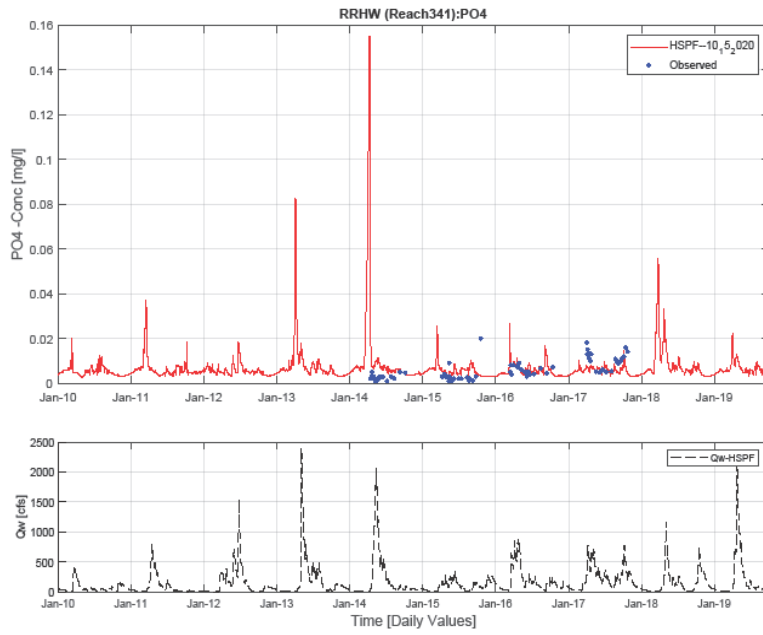 RRHW (Reach341):PO4
HSPF--10₁5₂020
Observed
PO4 -Conc [mg/l]
0.16
0.14
0.12
0.1
0.08
0.06
0.04
0.02
0
Jan-10 Jan-11 Jan-12 Jan-13 Jan-14 Jan-15 Jan-16 Jan-17 Jan-18 Jan-19
Qw-HSPF
Qw [cfs]
2500
2000
1500
1000
500
0
Jan-10 Jan-11 Jan-12 Jan-13 Jan-14 Jan-15 Jan-16 Jan-17 Jan-18 Jan-19
Time [Daily Values]